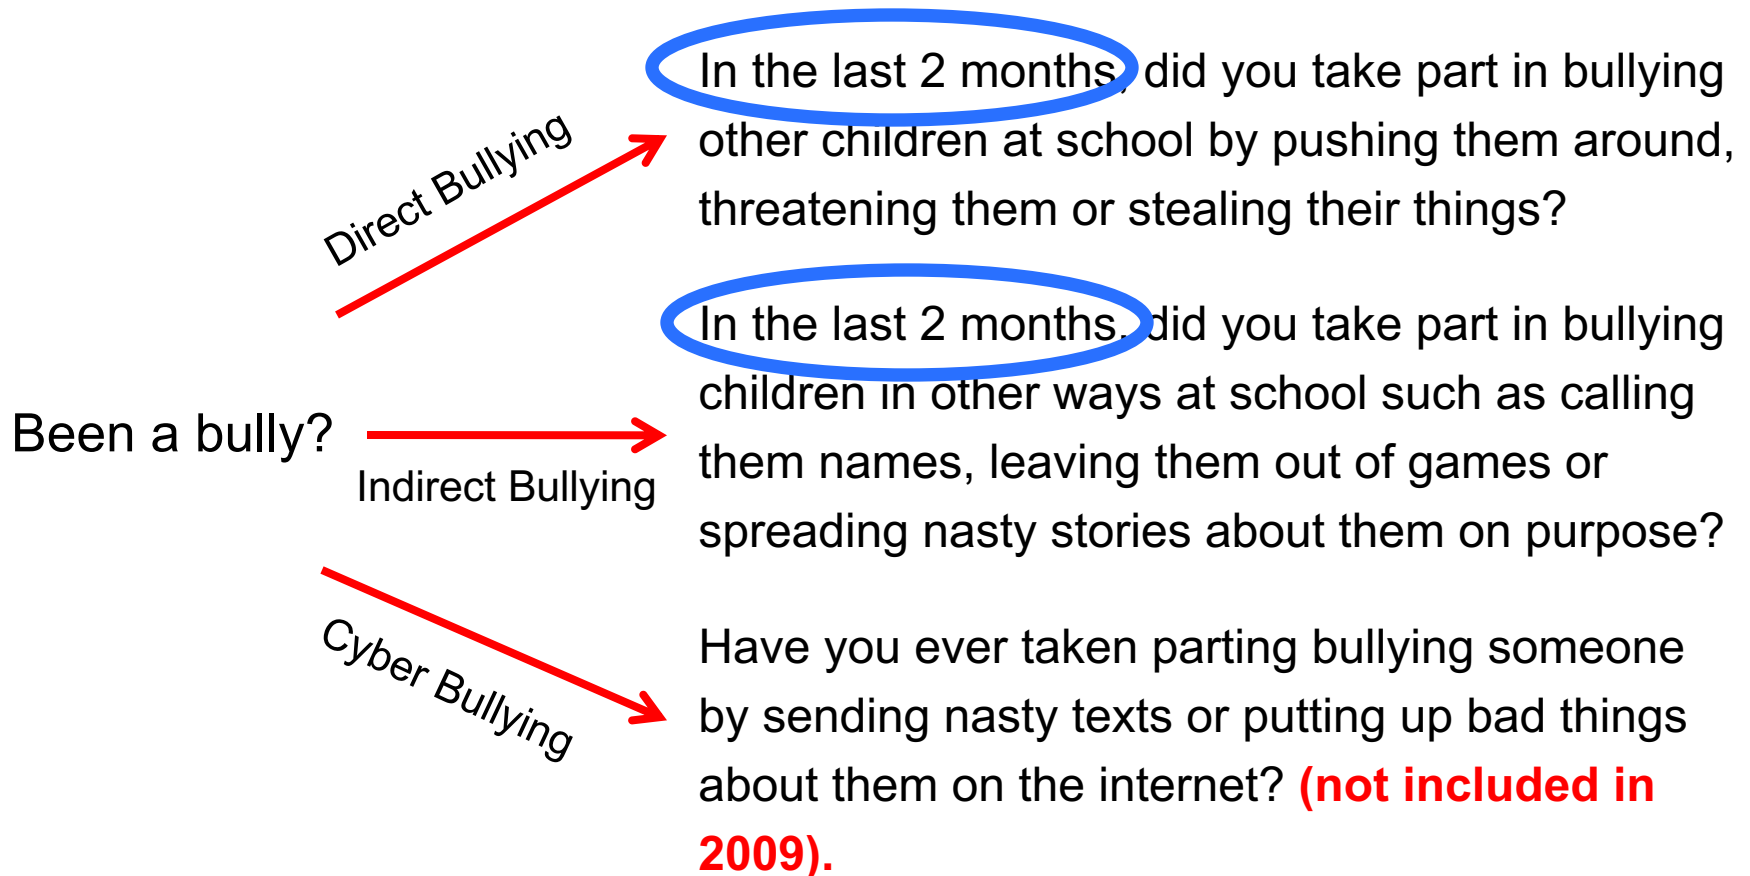 In the last 2 months, did you take part in bullying
other children at school by pushing them around,
threatening them or stealing their things?
Direct Bullying
In the last 2 months, did you take part in bullying
children in other ways at school such as calling
them names, leaving them out of games or
spreading nasty stories about them on purpose?
Been a bully?
Indirect Bullying
Have you ever taken parting bullying someone
by sending nasty texts or putting up bad things
about them on the internet? (not included in
2009).
Cyber Bullying